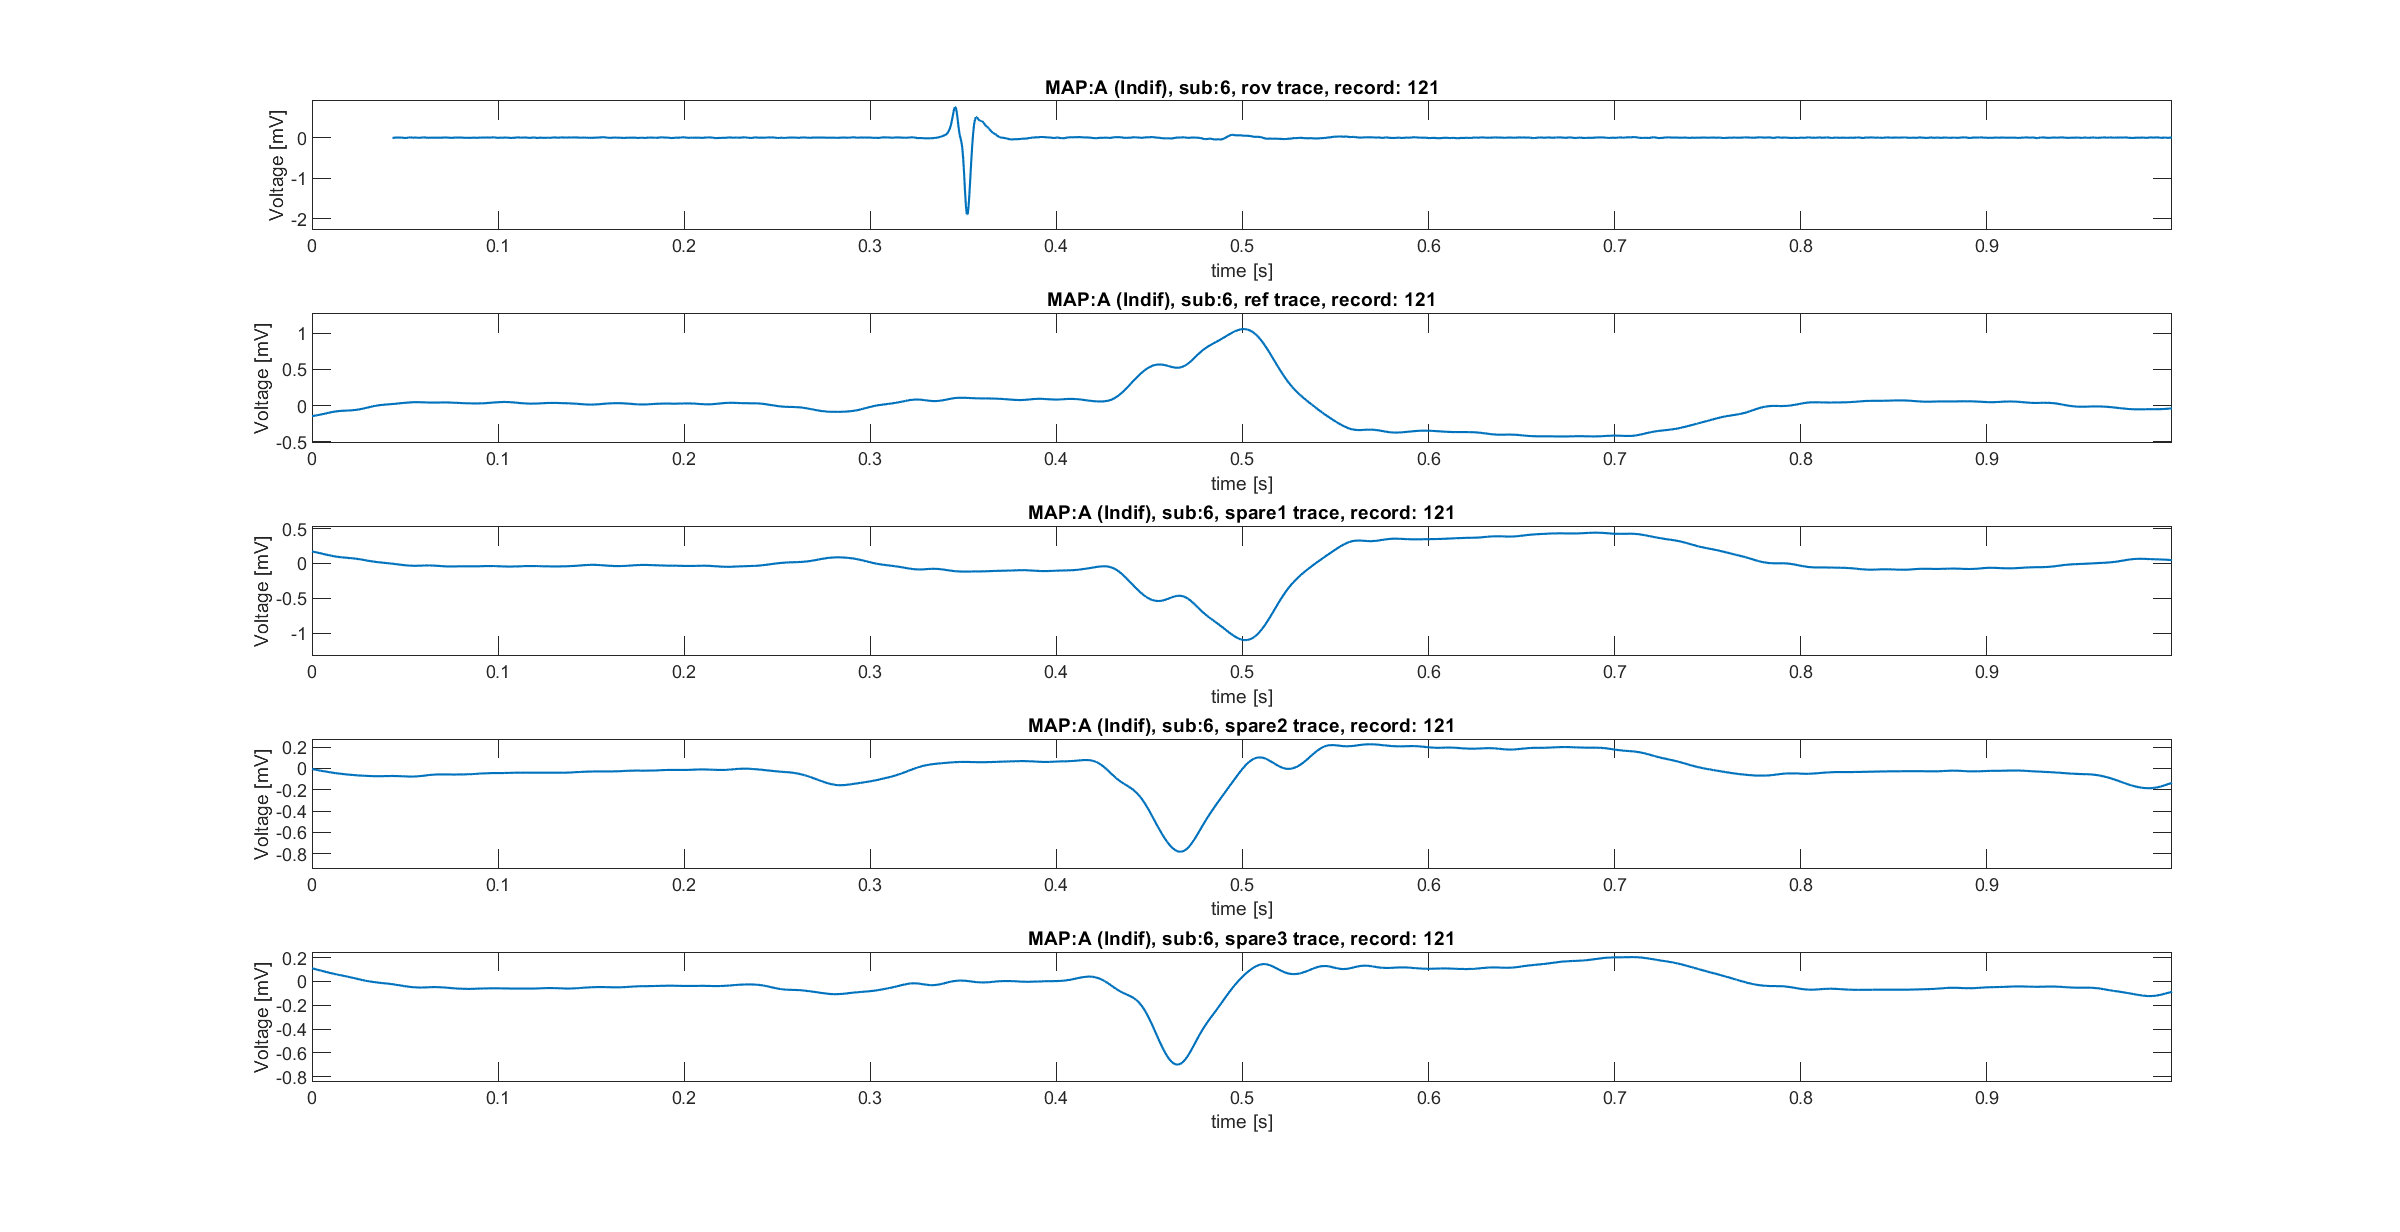 MAP:A (Indif), sub:6, rov trace, record: 121
Voltage [mV]
0
-1
-2
0 0.1 0.2 0.3 0.4 0.5 0.6 0.7 0.8 0.9
time [s]
MAP:A (Indif), sub:6, ref trace, record: 121
Voltage [mV]
1
0.5
0
-0.5
0 0.1 0.2 0.3 0.4 0.5 0.6 0.7 0.8 0.9
time [s]
MAP:A (Indif), sub:6, spare1 trace, record: 121
Voltage [mV]
0.5
0
-0.5
-1
0 0.1 0.2 0.3 0.4 0.5 0.6 0.7 0.8 0.9
time [s]
MAP:A (Indif), sub:6, spare2 trace, record: 121
Voltage [mV]
0.2
0
-0.2
-0.4
-0.6
-0.8
0 0.1 0.2 0.3 0.4 0.5 0.6 0.7 0.8 0.9
time [s]
MAP:A (Indif), sub:6, spare3 trace, record: 121
Voltage [mV]
0.2
0
-0.2
-0.4
-0.6
-0.8
0 0.1 0.2 0.3 0.4 0.5 0.6 0.7 0.8 0.9
time [s]